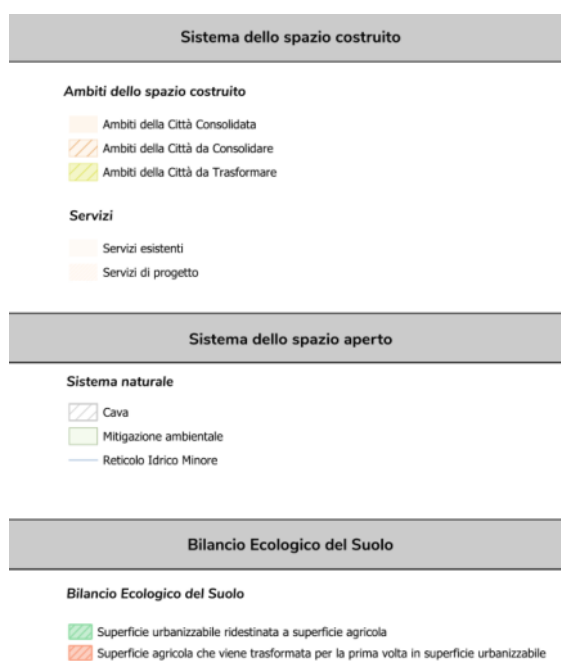 Sistema dello spazio costruito
Ambiti dello spazio costruito
Ambiti della Città Consolidata
Ambiti della Città da Consolidare
Ambiti della Città da Trasformare
Servizi
Servizi esistenti
Servizi di progetto
Sistema dello spazio aperto
Sistema naturale
Cava
Mitigazione ambientale
Reticolo Idrico Minore
Bilancio Ecologico del Suolo
Bilancio Ecologico del Suolo
Superficie urbanizzabile ridestinata a superficie agricola
Superficie agricola che viene trasformata per la prima volta in superficie urbanizzabile